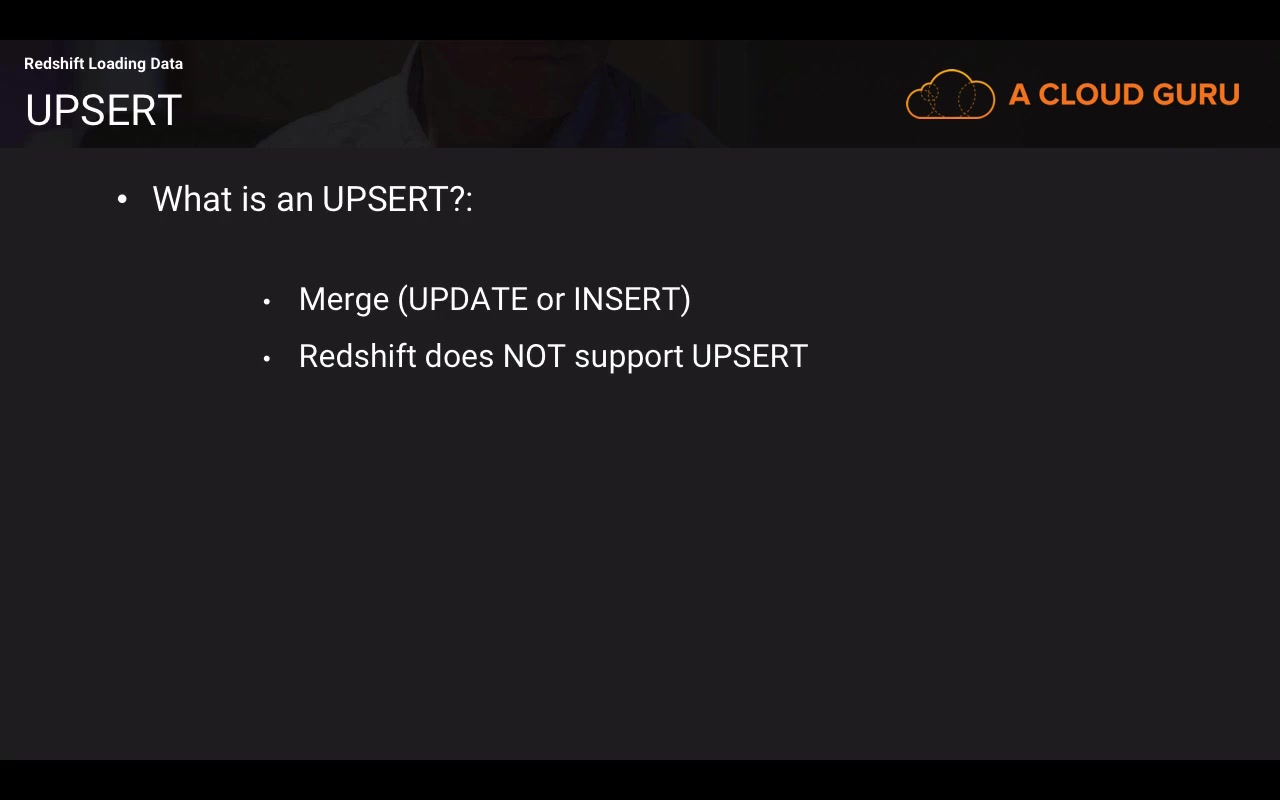 Redshift Loading Data
UPSERT
A CLOUD GURU
• What is an UPSERT?:
• Merge (UPDATE or INSERT)
• Redshift does NOT support UPSERT